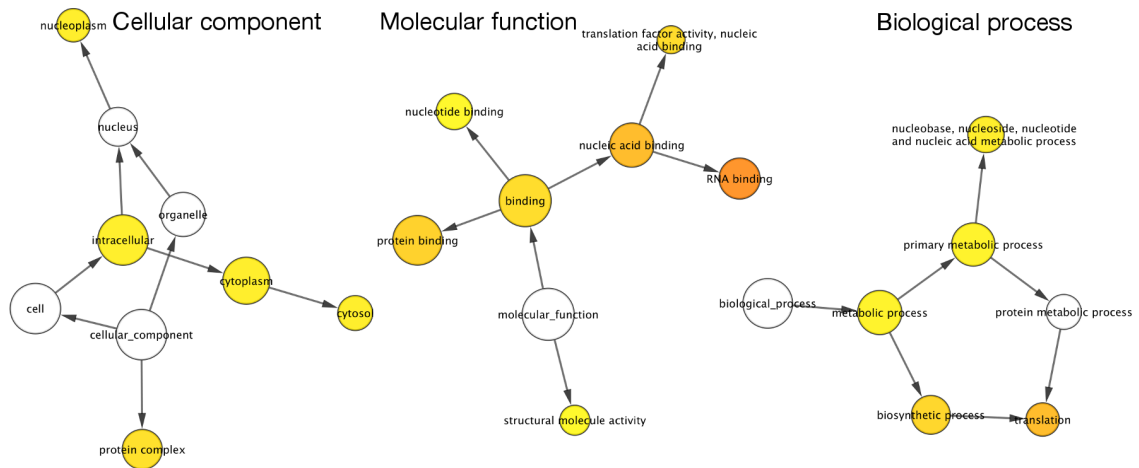 Cellular component
nucleoplasm
nucleus
organelle
intracellular
cytoplasm
cell
cytosol
cellular_component
protein complex
Molecular function
translation factor activity, nucleic
acid binding
nucleotide binding
nucleic acid binding
RNA binding
binding
protein binding
molecular_function
structural molecule activity
Biological process
nucleobase, nucleoside, nucleotide
and nucleic acid metabolic process
primary metabolic process
biological_process
metabolic process
protein metabolic process
biosynthetic process
translation